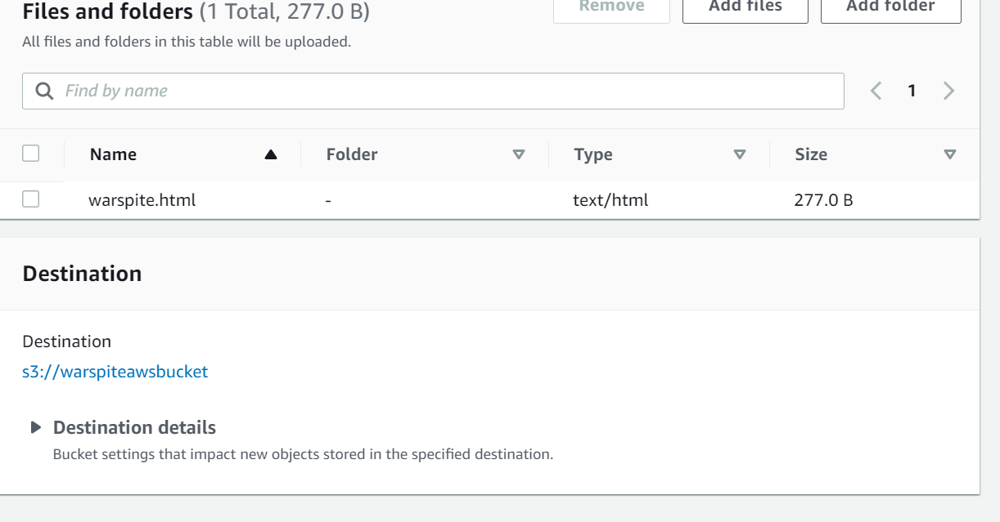 Files and folders (1 Total, 277.0 B)
Remove Add files Add folder
All files and folders in this table will be uploaded.
Find by name
1
Name Folder Type Size
warspite.html - text/html 277.0 B
Destination
Destination
s3://warspiteawsbucket
Destination details
Bucket settings that impact new objects stored in the specified destination.